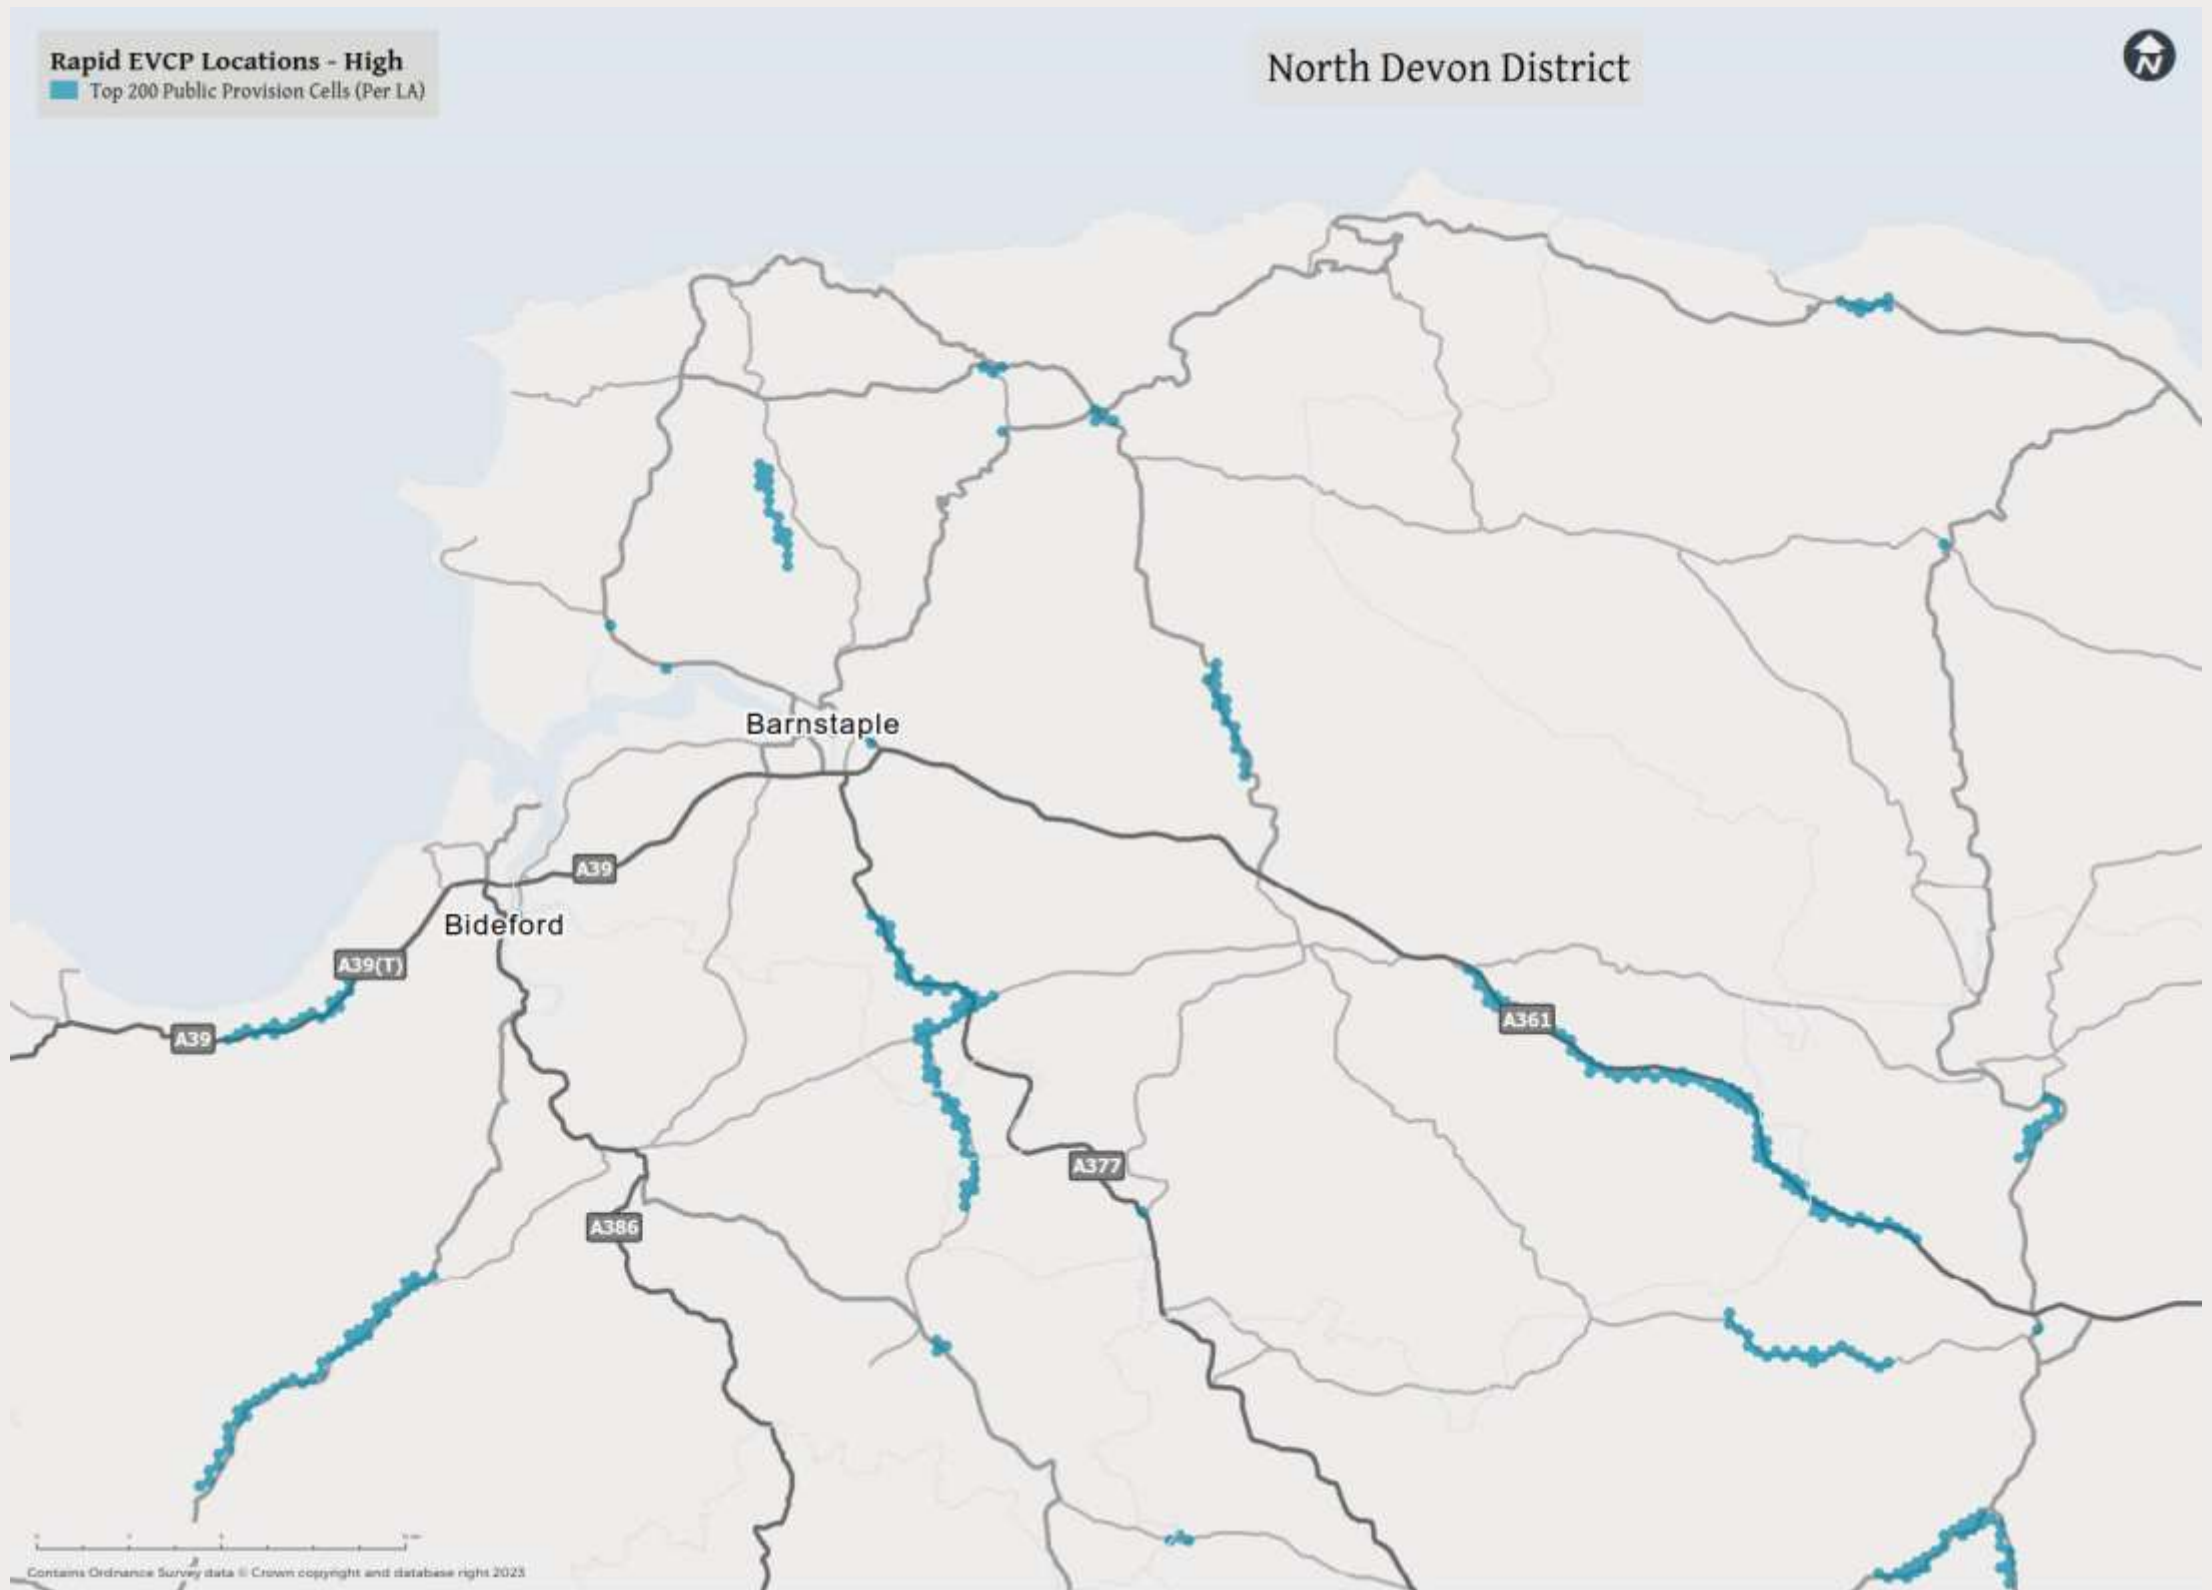 Rapid EVCP Locations - High
Top 200 Public Provision Cells (Per LA)
North Devon District
N
Barnstaple
A39
Bideford
A39(T)
A39
A361
A377
A386
Contains Ordnance Survey data © Crown copyright and database right 2023